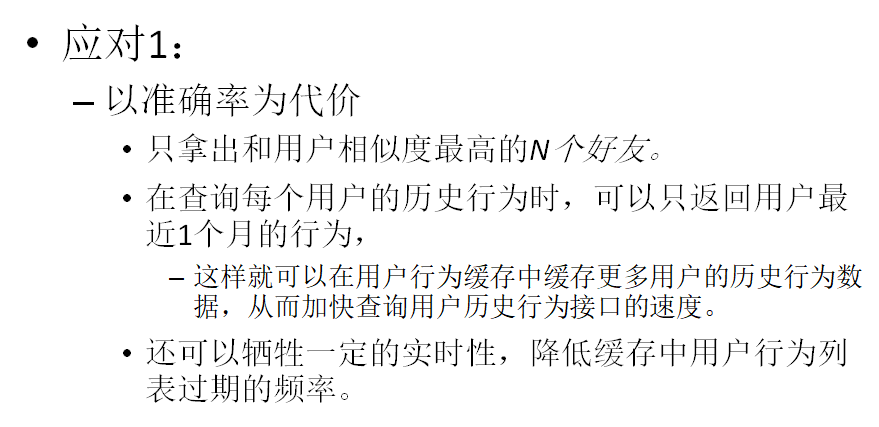 • 应对1：
– 以准确率为代价
• 只拿出和用户相似度最高的N个好友。
• 在查询每个用户的历史行为时，可以只返回用户最
近1个月的行为，
– 这样就可以在用户行为缓存中缓存更多用户的历史行为数
据，从而加快查询用户历史行为接口的速度。
• 还可以牺牲一定的实时性，降低缓存中用户行为列
表过期的频率。